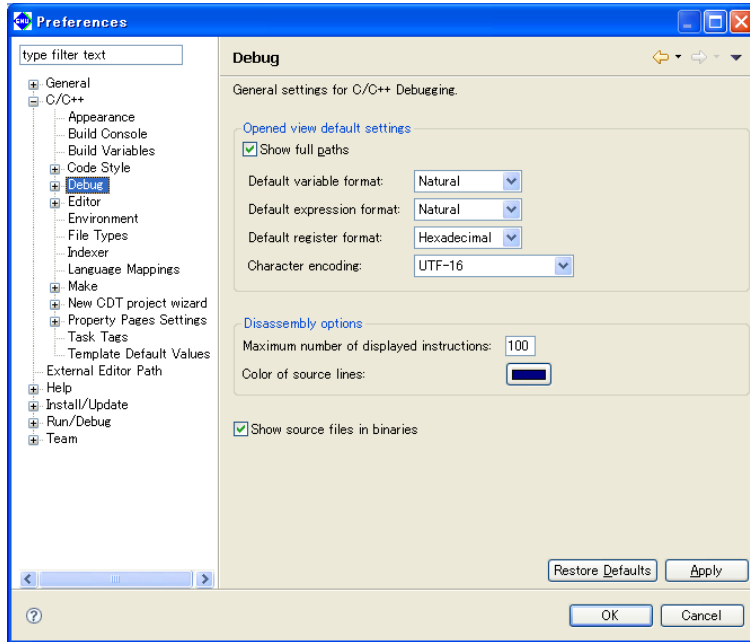 GNU Preferences
type filter text
General
C/C++
Appearance
Build Console
Build Variables
Code Style
Debug
Editor
Environment
File Types
Indexer
Language Mappings
Make
New CDT project wizard
Property Pages Settings
Task Tags
Template Default Values
External Editor Path
Help
Install/Update
Run/Debug
Team
Debug
General settings for C/C++ Debugging.
Opened view default settings
Show full paths
Default variable format: Natural
Default expression format: Natural
Default register format: Hexadecimal
Character encoding: UTF-16
Disassembly options
Maximum number of displayed instructions: 100
Color of source lines:
Show source files in binaries
Restore Defaults Apply
? OK Cancel